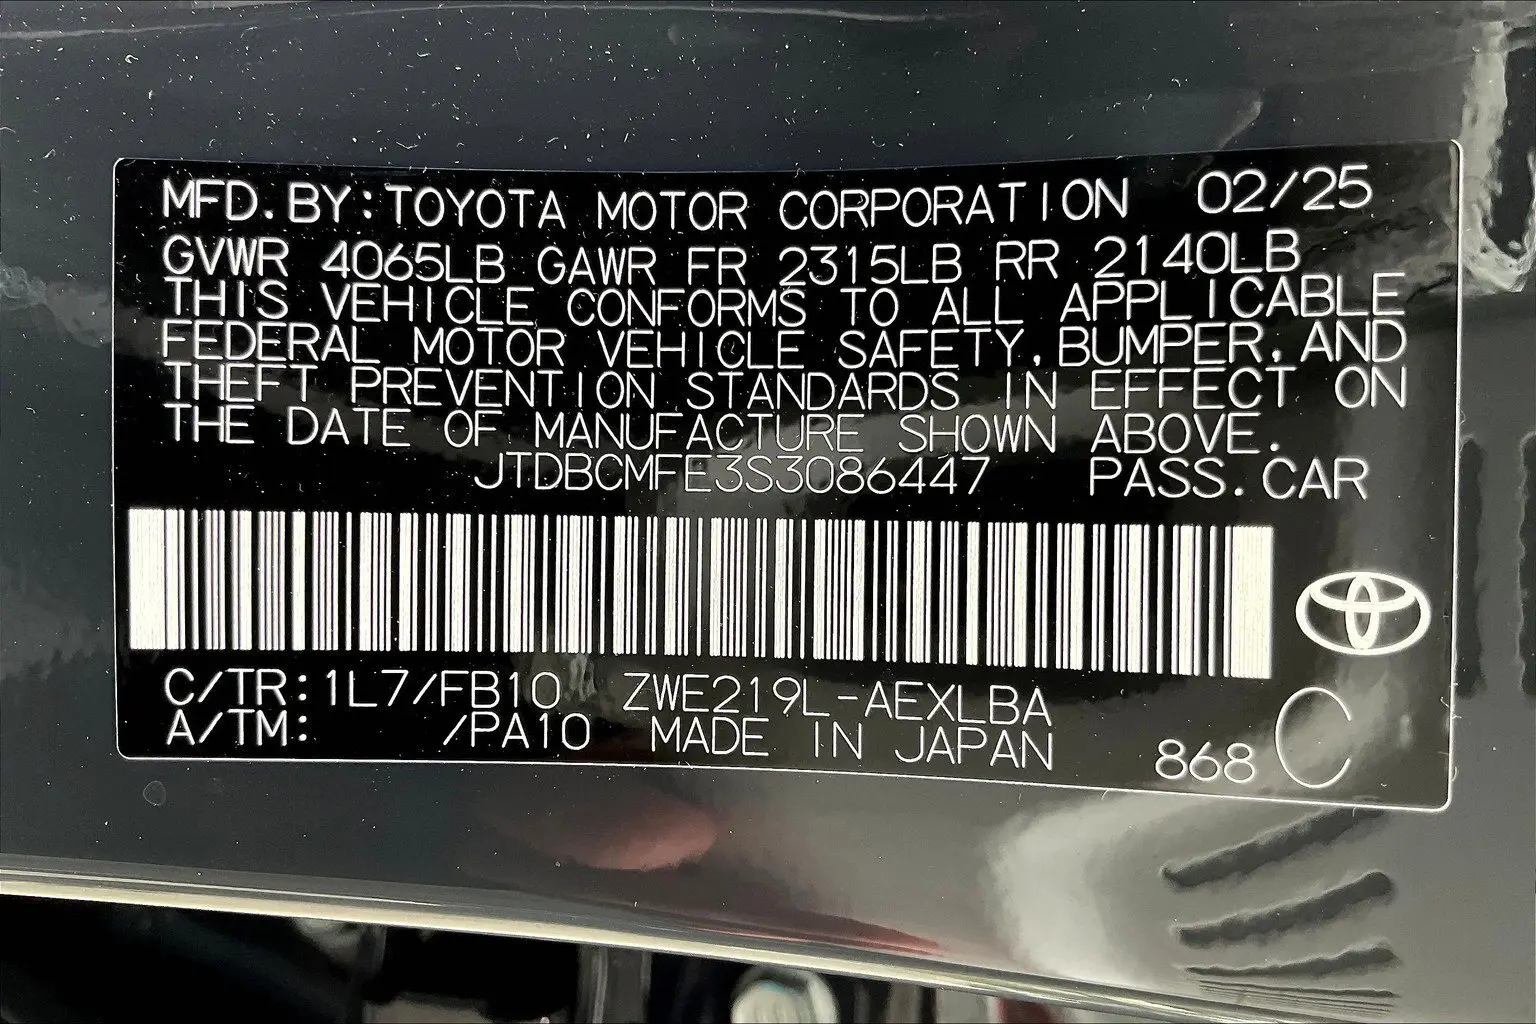 MFD. BY: TOYOTA MOTOR CORPORATION 02/25
GVWR 4065LB GAWR FR 2315LB RR 2140LB
THIS VEHICLE CONFORMS TO ALL APPLICABLE
FEDERAL MOTOR VEHICLE SAFETY, BUMPER, AND
THEFT PREVENTION STANDARDS IN EFFECT ON
THE DATE OF MANUFACTURE SHOWN ABOVE.
JTDBCMFE3S3086447 PASS. CAR
C/TR: 1L7/FB10 ZWE219L-AEXLBA
A/TM: /PA10 MADE IN JAPAN 868 C